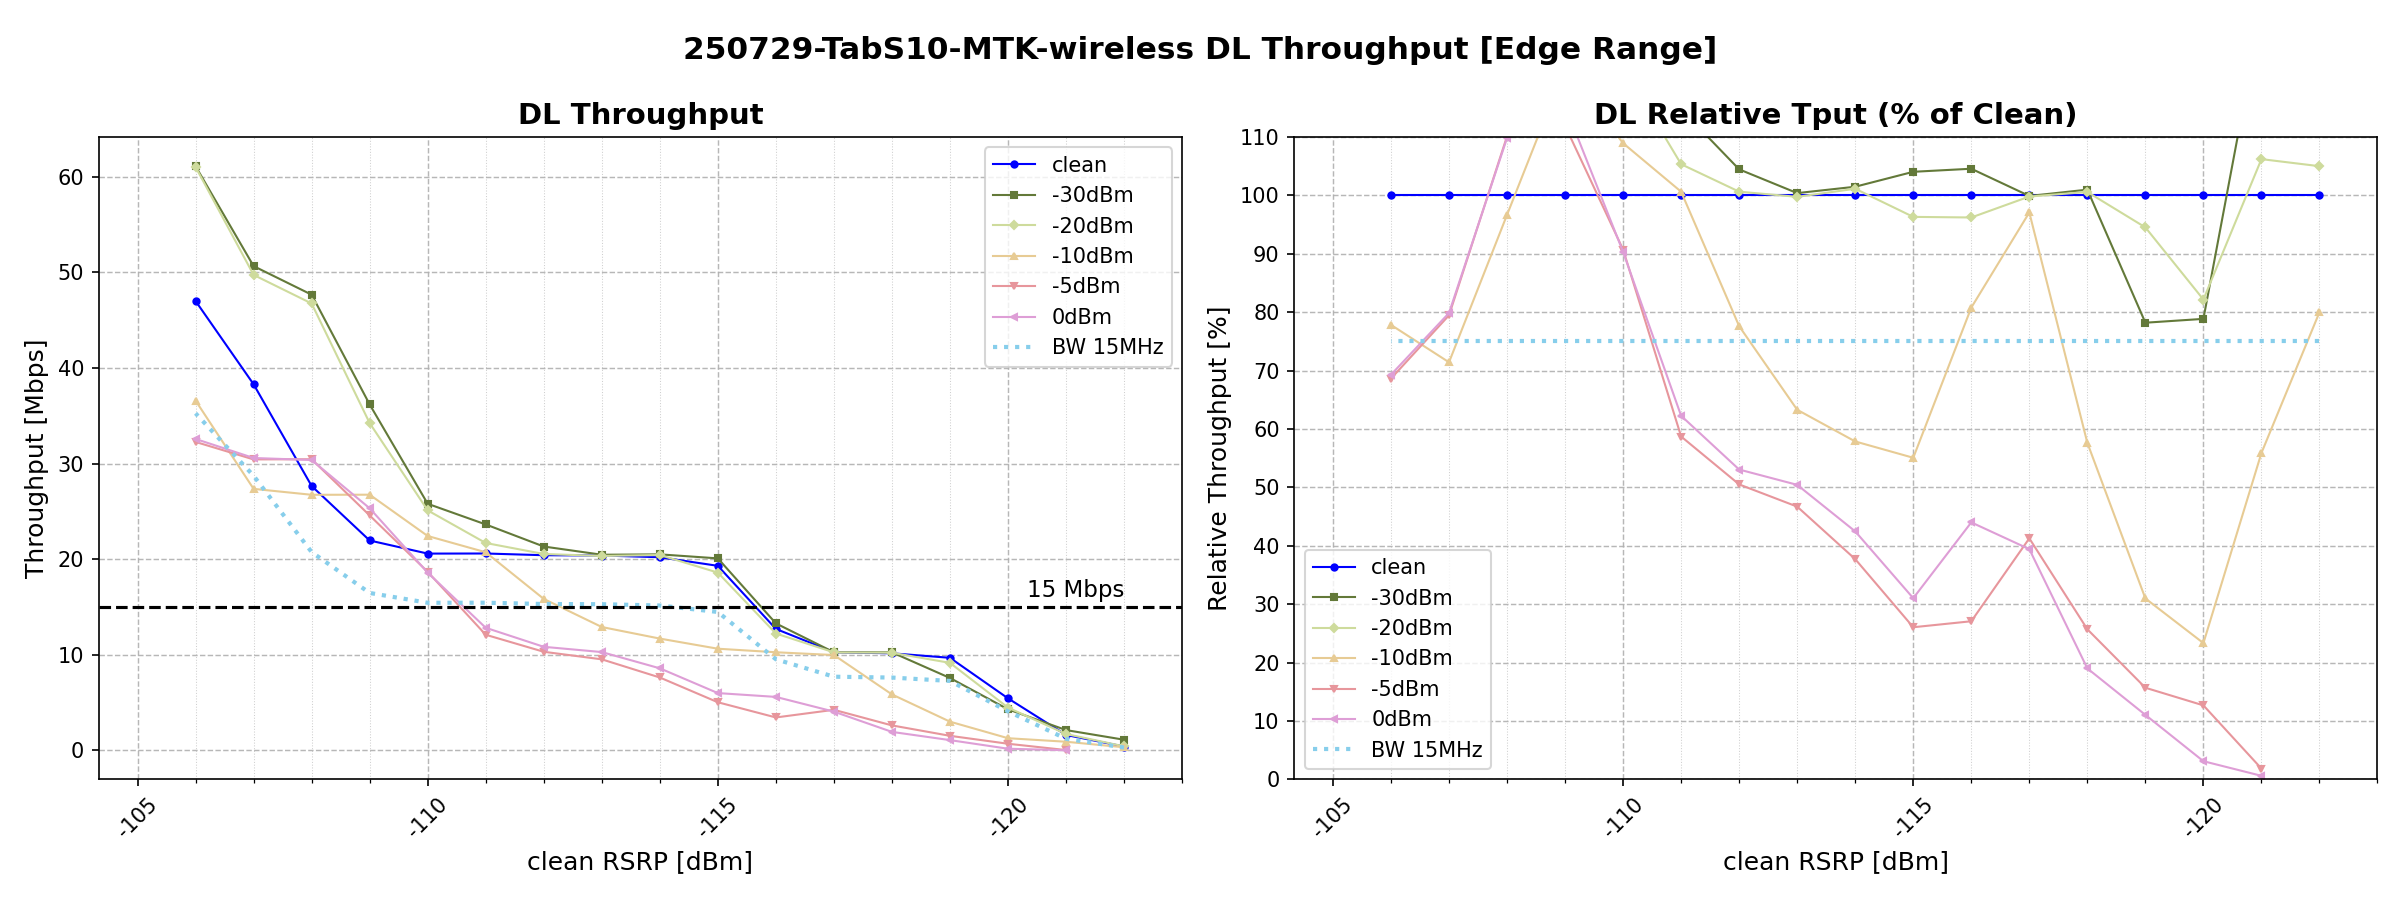 250729-TabS10-MTK-wireless DL Throughput [Edge Range]
DL Throughput
Throughput [Mbps]
60
50
40
30
20
10
0
clean
-30dBm
-20dBm
-10dBm
-5dBm
0dBm
BW 15MHz
15 Mbps
-105
-110
-115
-120
clean RSRP [dBm]
DL Relative Tput (% of Clean)
Relative Throughput [%]
110
100
90
80
70
60
50
40
30
20
10
0
clean
-30dBm
-20dBm
-10dBm
-5dBm
0dBm
BW 15MHz
-105
-110
-115
-120
clean RSRP [dBm]